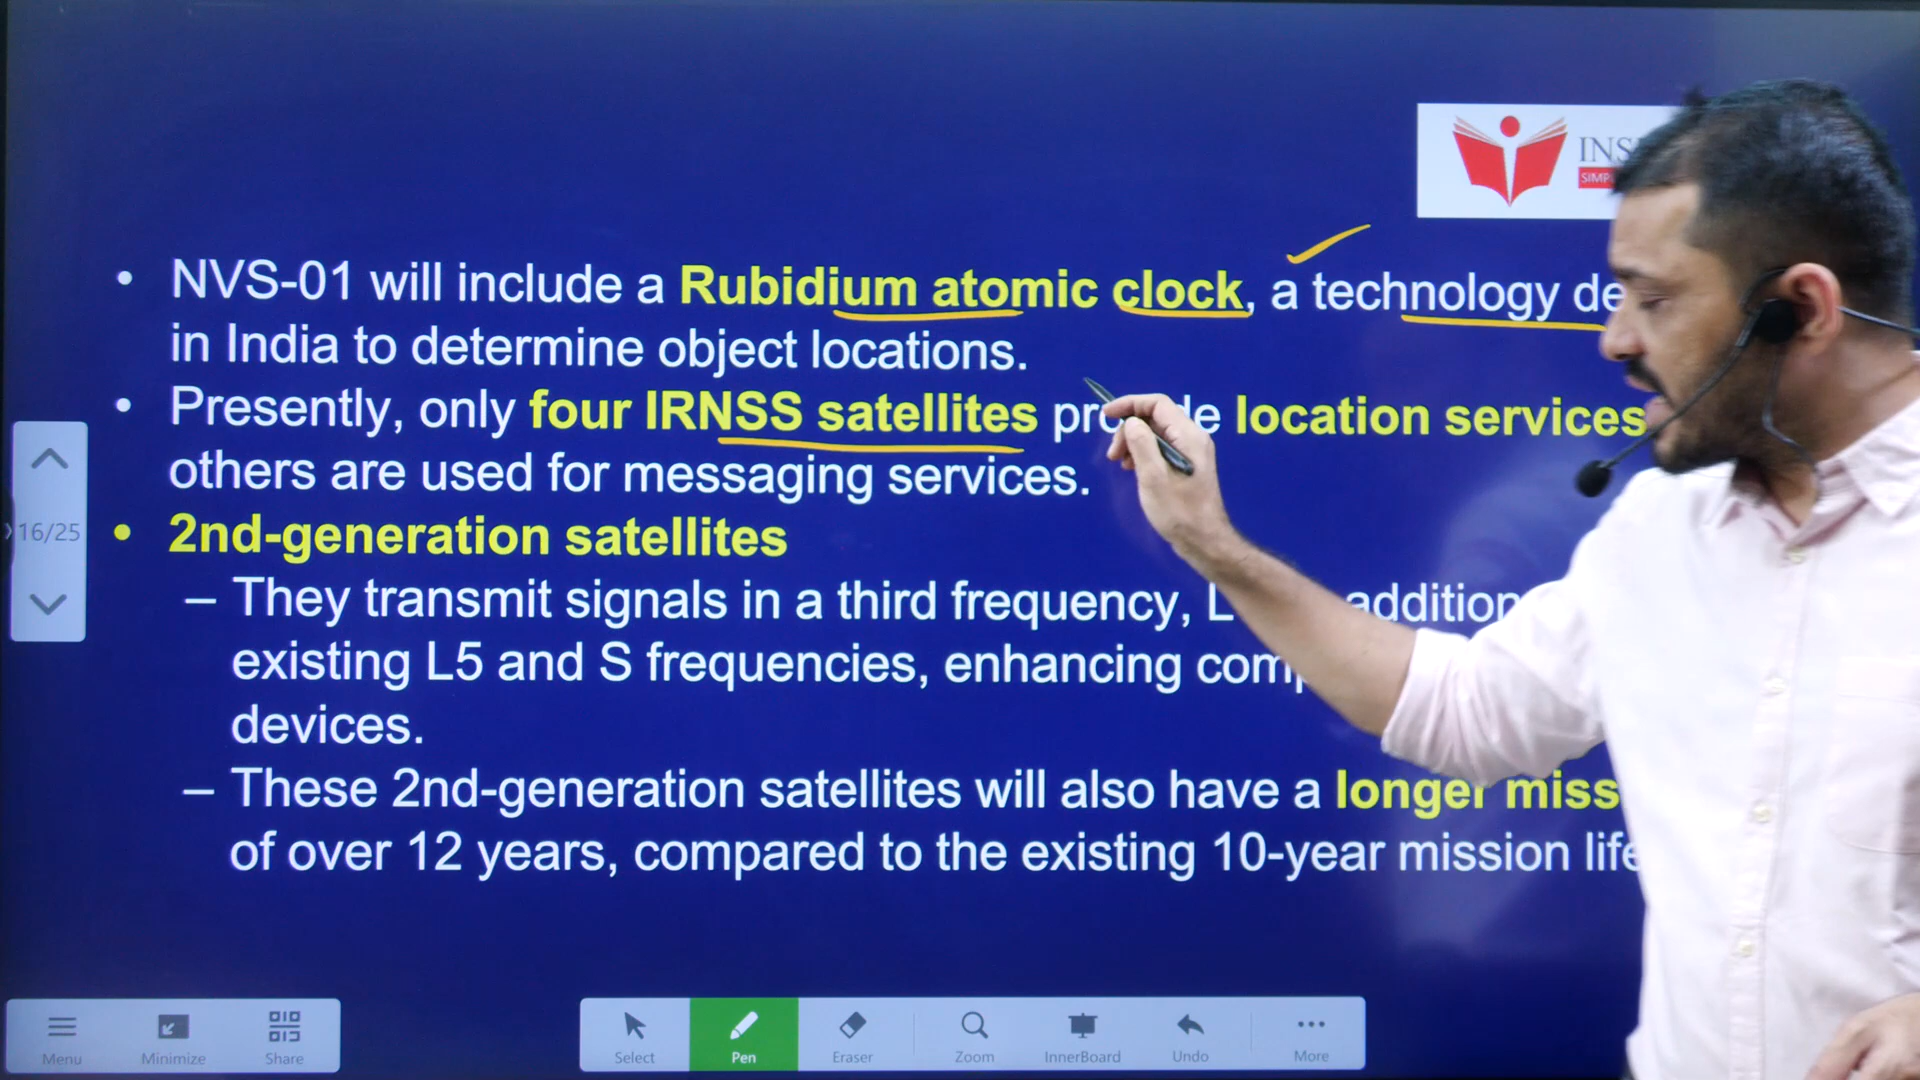 INS
SIMP
• NVS-01 will include a Rubidium atomic clock, a technology de
in India to determine object locations.
• Presently, only four IRNSS satellites location services
others are used for messaging services.
• 2nd-generation satellites
– They transmit signals in a third frequency, L addition
existing L5 and S frequencies, enhancing com
devices.
– These 2nd-generation satellites will also have a longer miss
of over 12 years, compared to the existing 10-year mission life
16/25
Menu Minimize Share Select Pen Eraser Zoom InnerBoard Undo More